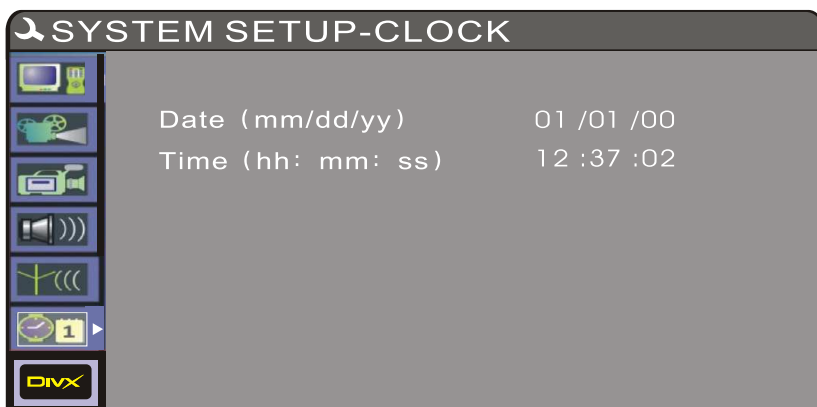 SYSTEM SETUP-CLOCK
Date (mm/dd/yy) 01 /01 /00
Time (hh: mm: ss) 12 :37 :02
1
DIVX